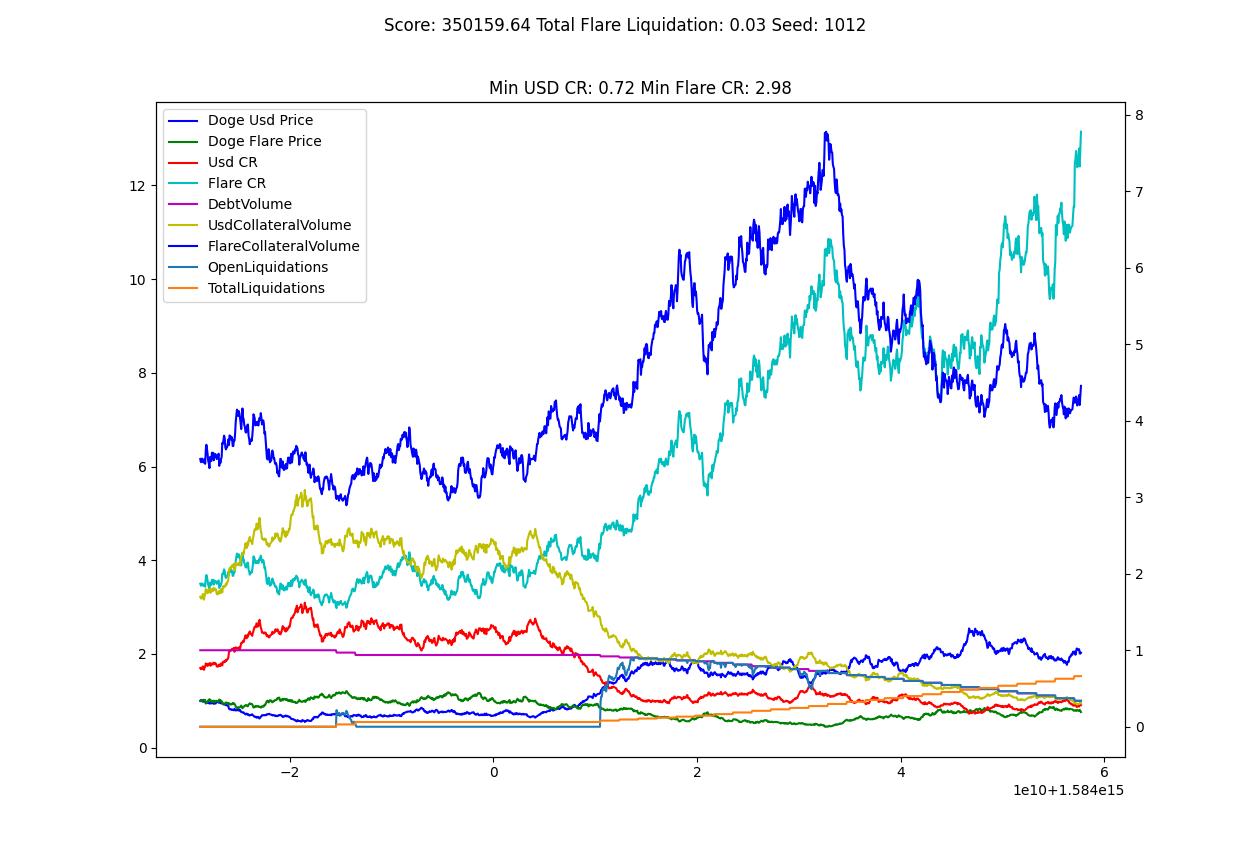 Score: 350159.64 Total Flare Liquidation: 0.03 Seed: 1012
Min USD CR: 0.72 Min Flare CR: 2.98
Doge Usd Price
Doge Flare Price
Usd CR
Flare CR
DebtVolume
UsdCollateralVolume
FlareCollateralVolume
OpenLiquidations
TotalLiquidations
12
10
8
6
4
2
0
8
7
6
5
4
3
2
1
0
−2 0 2 4 6
1e10+1.584e15